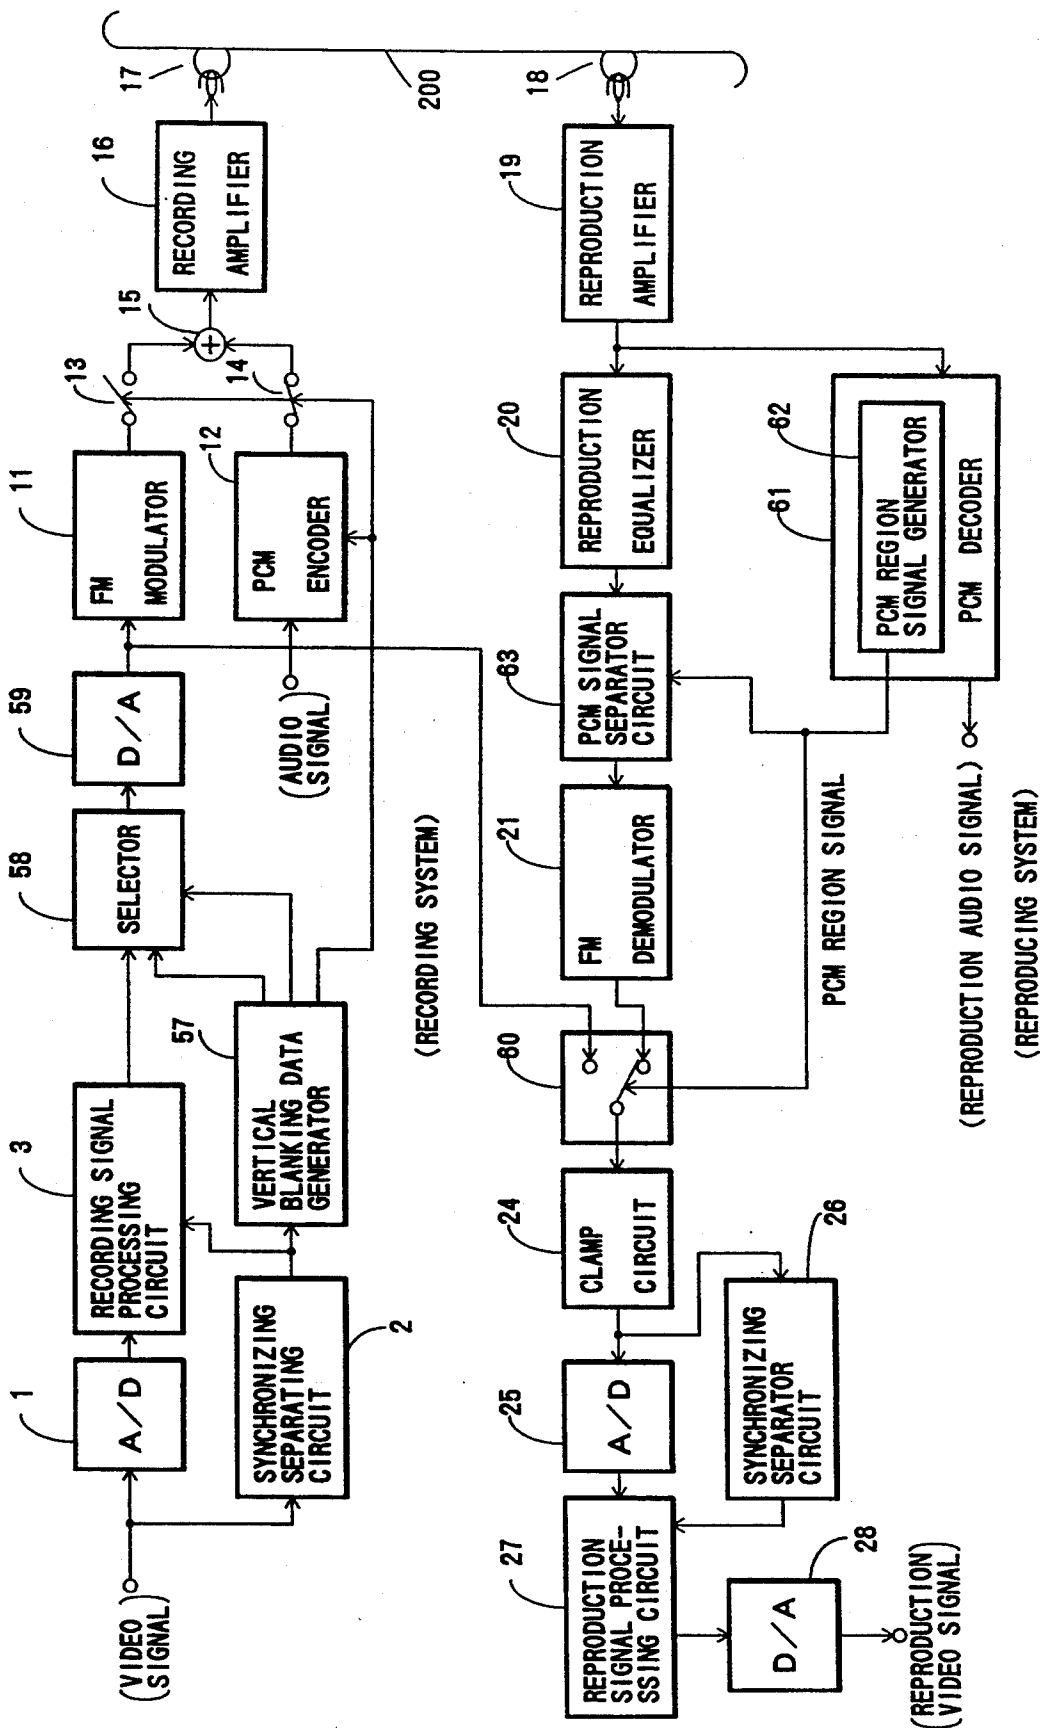 (VIDEO
SIGNAL)
1
A/D
SYNCHRONIZING
SEPARATING
CIRCUIT
2
3
RECORDING SIGNAL
PROCESSING
CIRCUIT
57
VERTICAL
BLANKING DATA
GENERATOR
58
SELECTOR
59
D/A
(AUDIO
SIGNAL)
11
FM
MODULATOR
12
PCM
ENCODER
13
14
15
+
16
RECORDING
AMPLIFIER
17
200
(RECORDING SYSTEM)
18
19
REPRODUCTION
AMPLIFIER
20
REPRODUCTION
EQUALIZER
63
PCM SIGNAL
SEPARATOR
CIRCUIT
21
FM
DEMODULATOR
60
24
CLAMP
CIRCUIT
25
A/D
26
SYNCHRONIZING
SEPARATOR
CIRCUIT
27
REPRODUCTION
SIGNAL PROCE-
SSING CIRCUIT
28
D/A
(REPRODUCTION
VIDEO SIGNAL)
61
62
PCM REGION
SIGNAL GENERATOR
PCM DECODER
PCM REGION SIGNAL
(REPRODUCTION AUDIO SIGNAL)
(REPRODUCING SYSTEM)